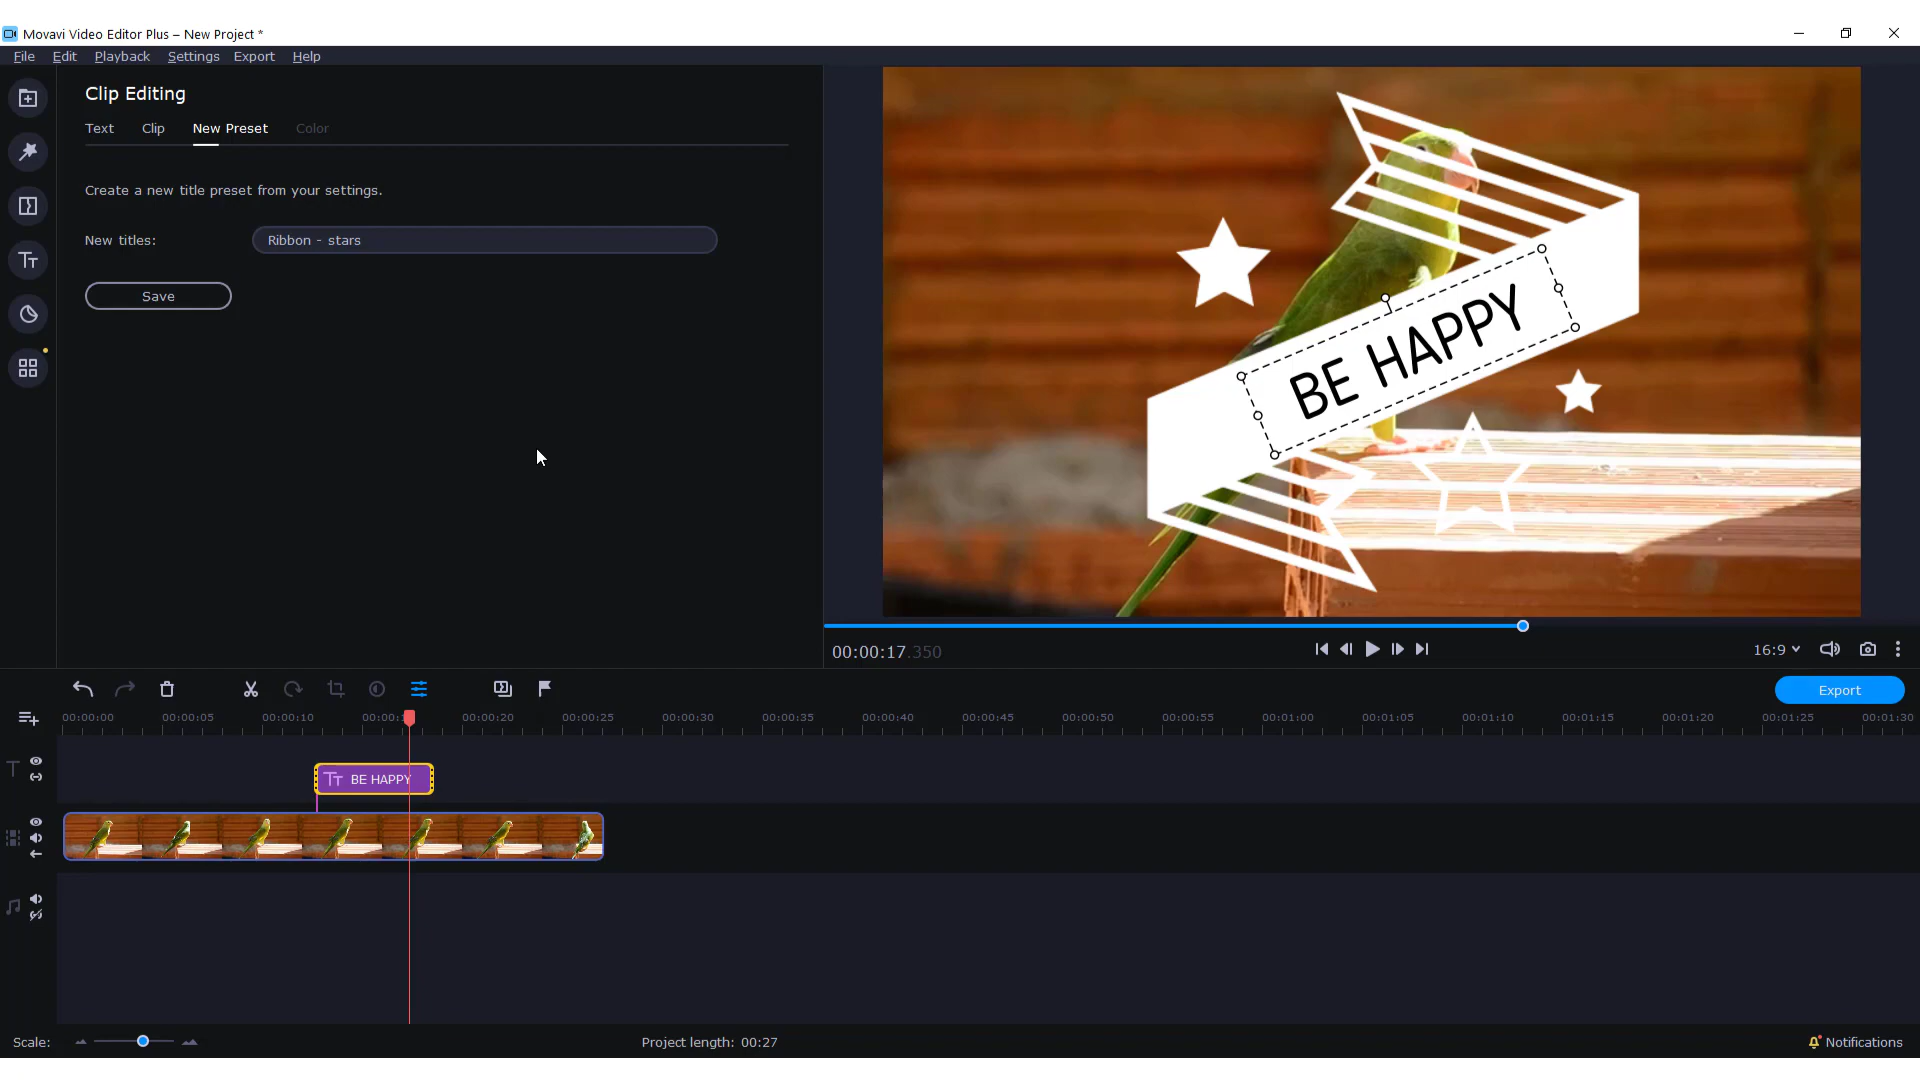 Movavi Video Editor Plus – New Project *
File Edit Playback Settings Export Help
Clip Editing
Text Clip New Preset Color
Create a new title preset from your settings.
New titles: Ribbon - stars
Save
BE HAPPY
00:00:17.350
16:9
Export
00:00:00 00:00:05 00:00:10 00:00:20 00:00:25 00:00:30 00:00:35 00:00:40 00:00:45 00:00:50 00:00:55 00:01:00 00:01:05 00:01:10 00:01:15 00:01:20 00:01:25 00:01:30
BE HAPPY
Scale: Project length: 00:27 Notifications